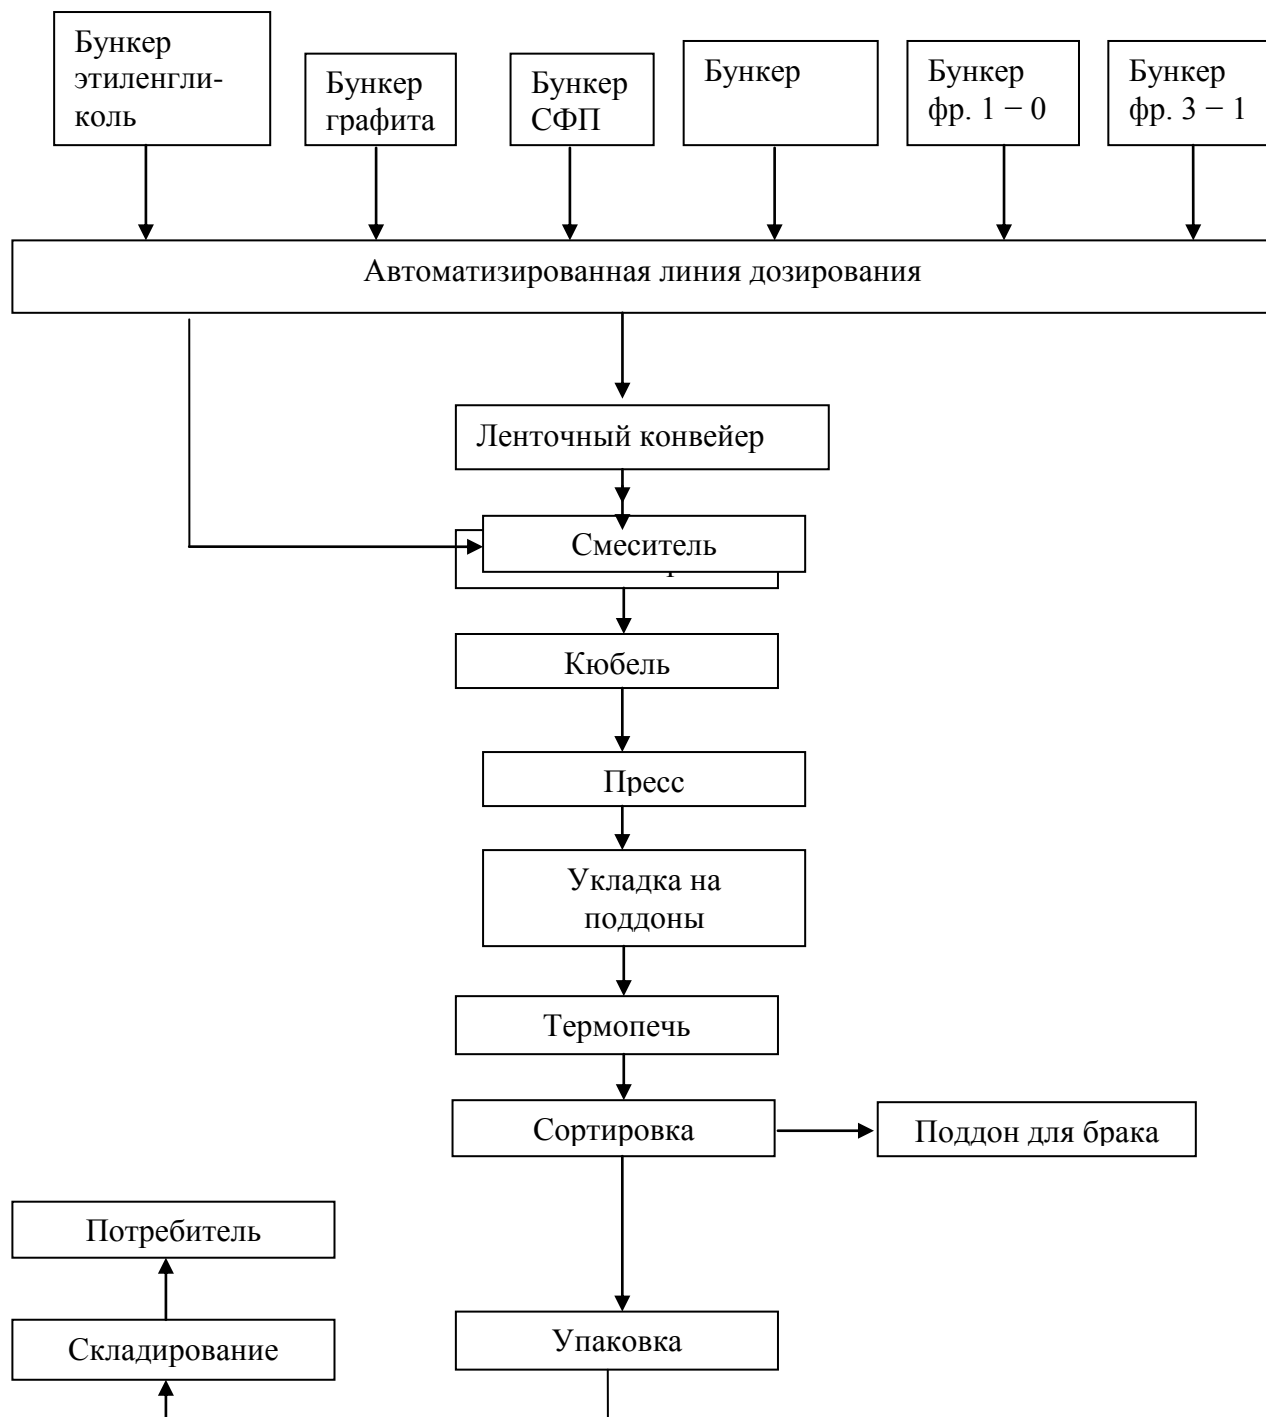 Бункер
этиленгли-
коль
Бункер
графита
Бункер
СФП
Бункер
Бункер
фр. 1 − 0
Бункер
фр. 3 − 1
Автоматизированная линия дозирования
Ленточный конвейер
Смеситель
Кюбель
Пресс
Укладка на
поддоны
Термопечь
Сортировка
Поддон для брака
Потребитель
Упаковка
Складирование